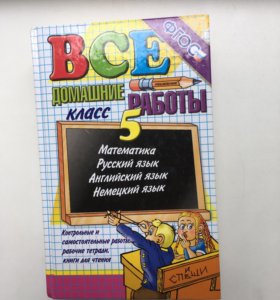 ФГОС
ВСЕ
ДОМАШНИЕ
РАБОТЫ
КЛАСС
5
Математика
Русский язык
Английский язык
Немецкий язык
Контрольные и
самостоятельные работы,
рабочие тетради,
книги для чтения
СПИШИ